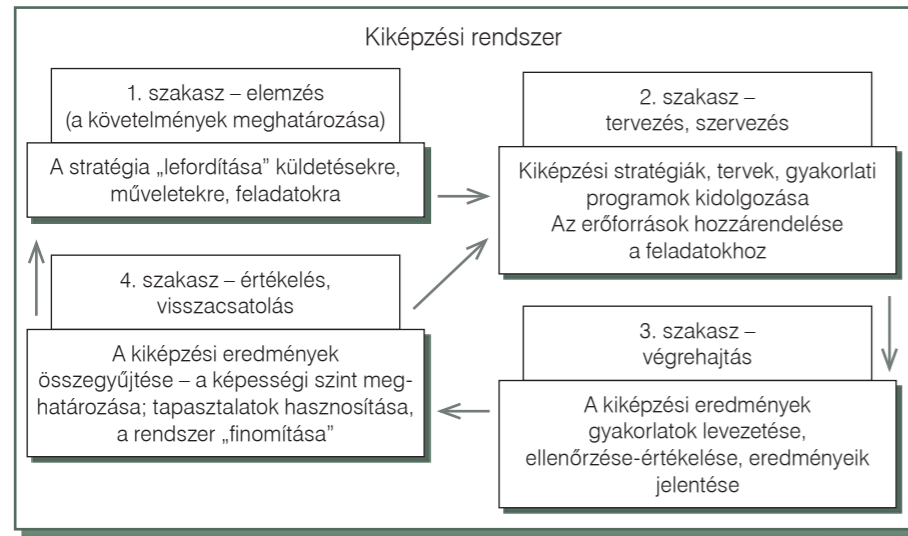 Kiképzési rendszer
1. szakasz – elemzés
(a követelmények meghatározása)
A stratégia „lefordítása” küldetésekre,
műveletekre, feladatokra
2. szakasz –
tervezés, szervezés
Kiképzési stratégiák, tervek, gyakorlati
programok kidolgozása
Az erőforrások hozzárendelése
a feladatokhoz
3. szakasz –
végrehajtás
A kiképzési eredmények
gyakorlatok levezetése,
ellenőrzése-értékelése, eredményeik
jelentése
4. szakasz – értékelés,
visszacsatolás
A kiképzési eredmények
összegyűjtése – a képességi szint meg-
határozása; tapasztalatok hasznosítása,
a rendszer „finomítása”